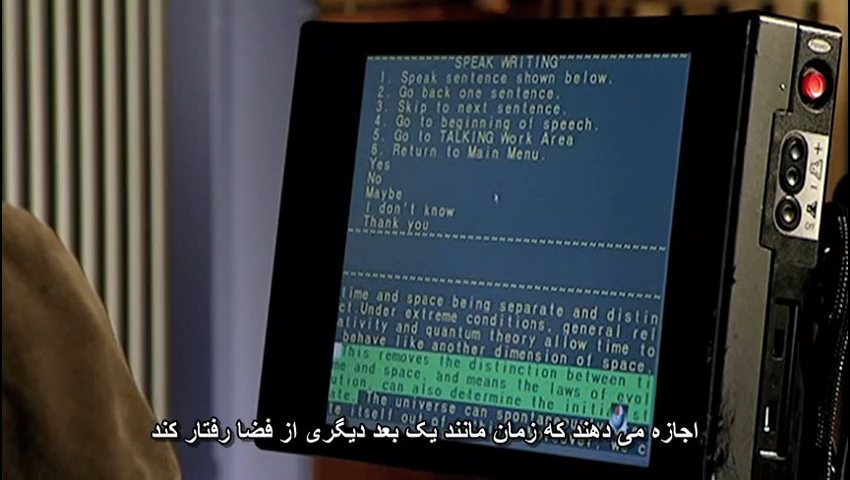 SPEAK WRITING
1. Speak sentence shown below.
2. Go back one sentence.
3. Skip to next sentence.
4. Go to beginning of speech.
5. Go to TALKING Work Area
6. Return to Main Menu.
Yes
No
Maybe
I don't know
Thank you
time and space being separate and distin
ct.Under extreme conditions, general rel
ativity and quantum theory allow time to
behave like another dimension of space.
This removes the distinction between ti
me and space, and means the laws of evol
ution, can also determine the initial st
ate. The universe can spontane
te itself out of
اجازه می دهند که زمان مانند یک بعد دیگری از فضا رفتار کند